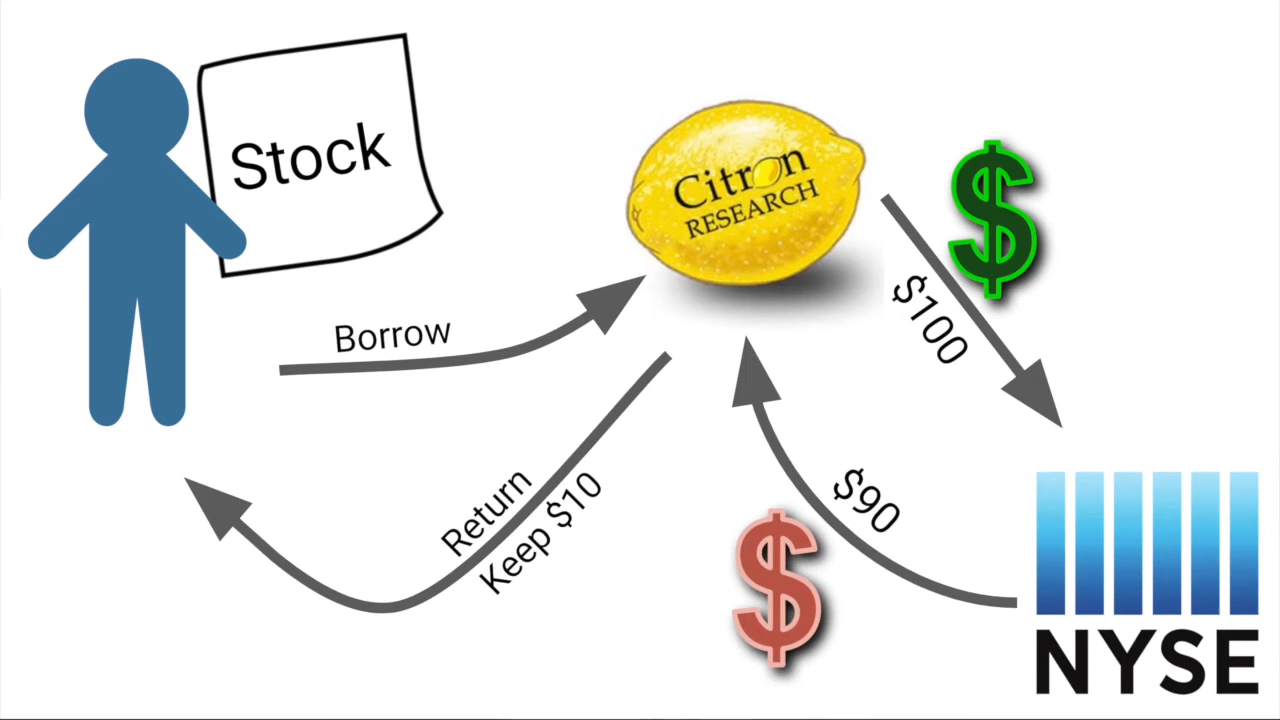 Stock
Citron
RESEARCH
$
$100
Borrow
Return
Keep $10
$90
$
NYSE